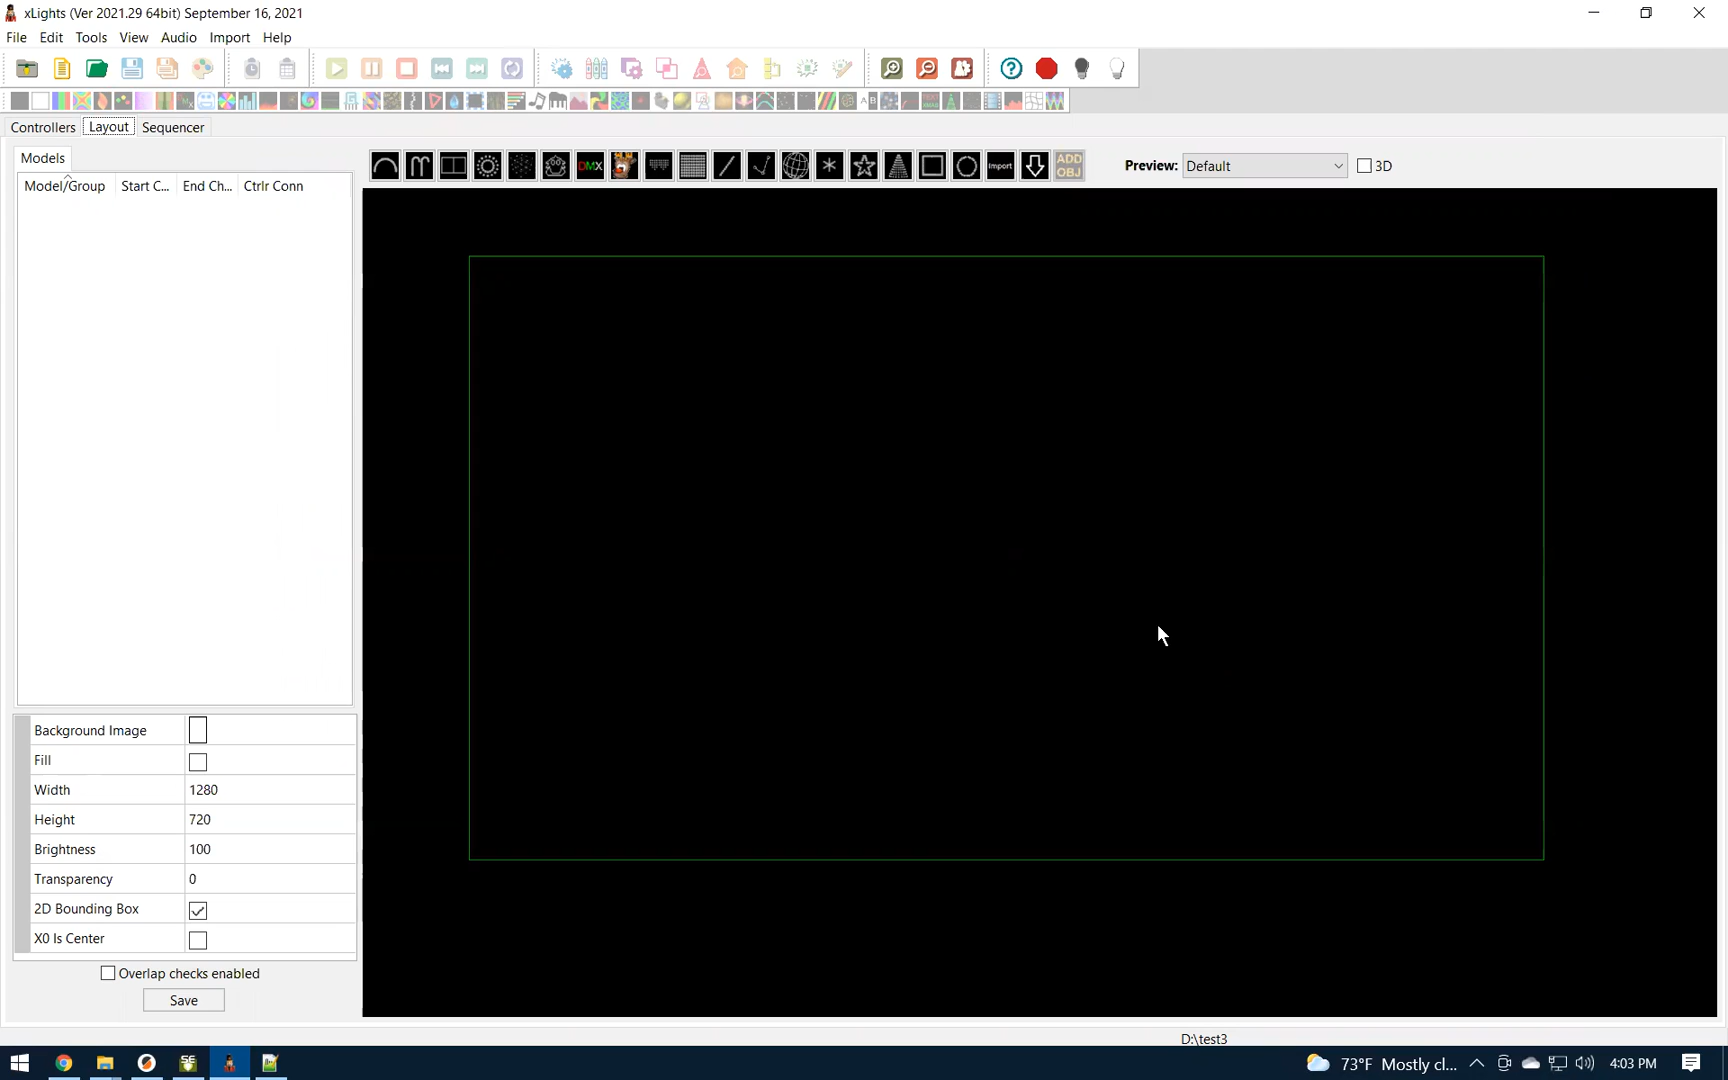 xLights (Ver 2021.29 64bit) September 16, 2021
File Edit Tools View Audio Import Help
Controllers Layout Sequencer
Models
DMX
Import
ADD OBJ
Preview: Default 3D
Model/Group Start C... End Ch... Ctrlr Conn
Background Image
Fill
Width 1280
Height 720
Brightness 100
Transparency 0
2D Bounding Box
X0 Is Center
Overlap checks enabled
Save
D:\test3
73°F Mostly cl... 4:03 PM